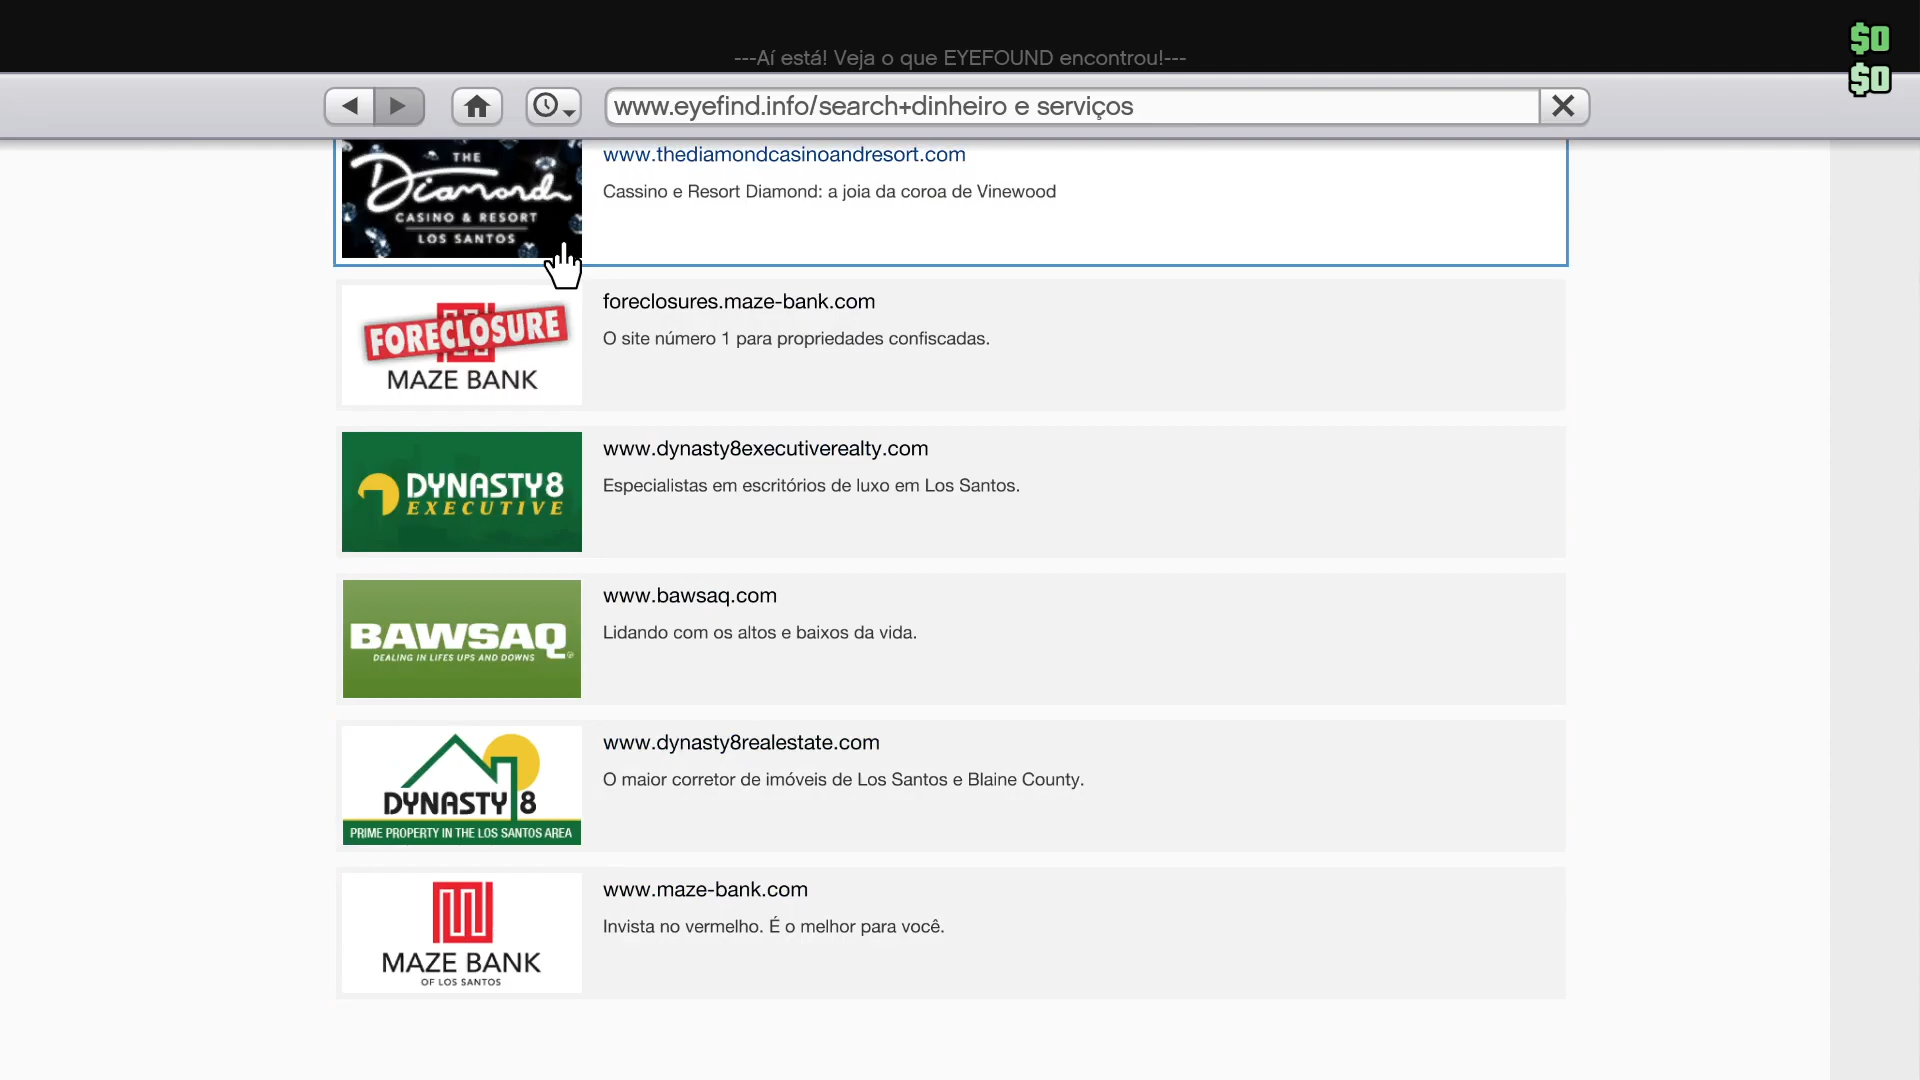 $0
---Aí está! Veja o que EYEFOUND encontrou!---
$0
www.eyefind.info/search+dinheiro e serviços
THE
Diamond
CASINO & RESORT
LOS SANTOS
www.thediamondcasinoandresort.com
Cassino e Resort Diamond: a joia da coroa de Vinewood
FORECLOSURE
MAZE BANK
foreclosures.maze-bank.com
O site número 1 para propriedades confiscadas.
DYNASTY8
EXECUTIVE
www.dynasty8executiverealty.com
Especialistas em escritórios de luxo em Los Santos.
BAWSAQ
DEALING IN LIFES UPS AND DOWNS
www.bawsaq.com
Lidando com os altos e baixos da vida.
DYNASTY 8
PRIME PROPERTY IN THE LOS SANTOS AREA
www.dynasty8realestate.com
O maior corretor de imóveis de Los Santos e Blaine County.
MAZE BANK
OF LOS SANTOS
www.maze-bank.com
Invista no vermelho. É o melhor para você.